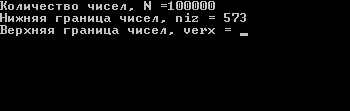 Количество чисел, N =100000
Нижняя граница чисел, niz = 573
Верхняя граница чисел, verx = _